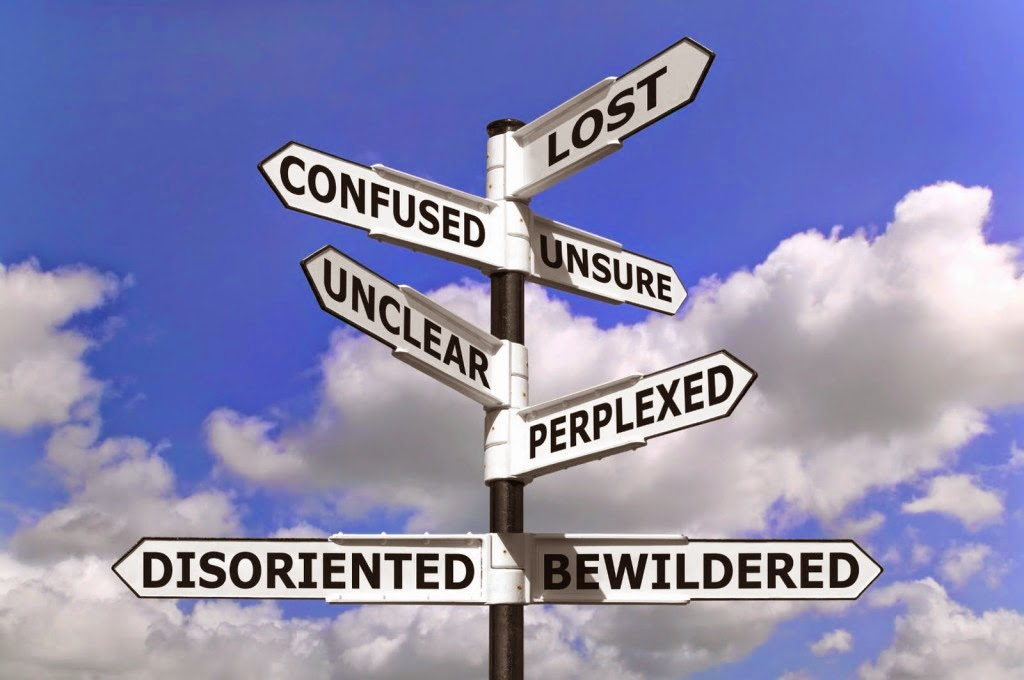 LOST
CONFUSED
UNSURE
UNCLEAR
PERPLEXED
DISORIENTED
BEWILDERED